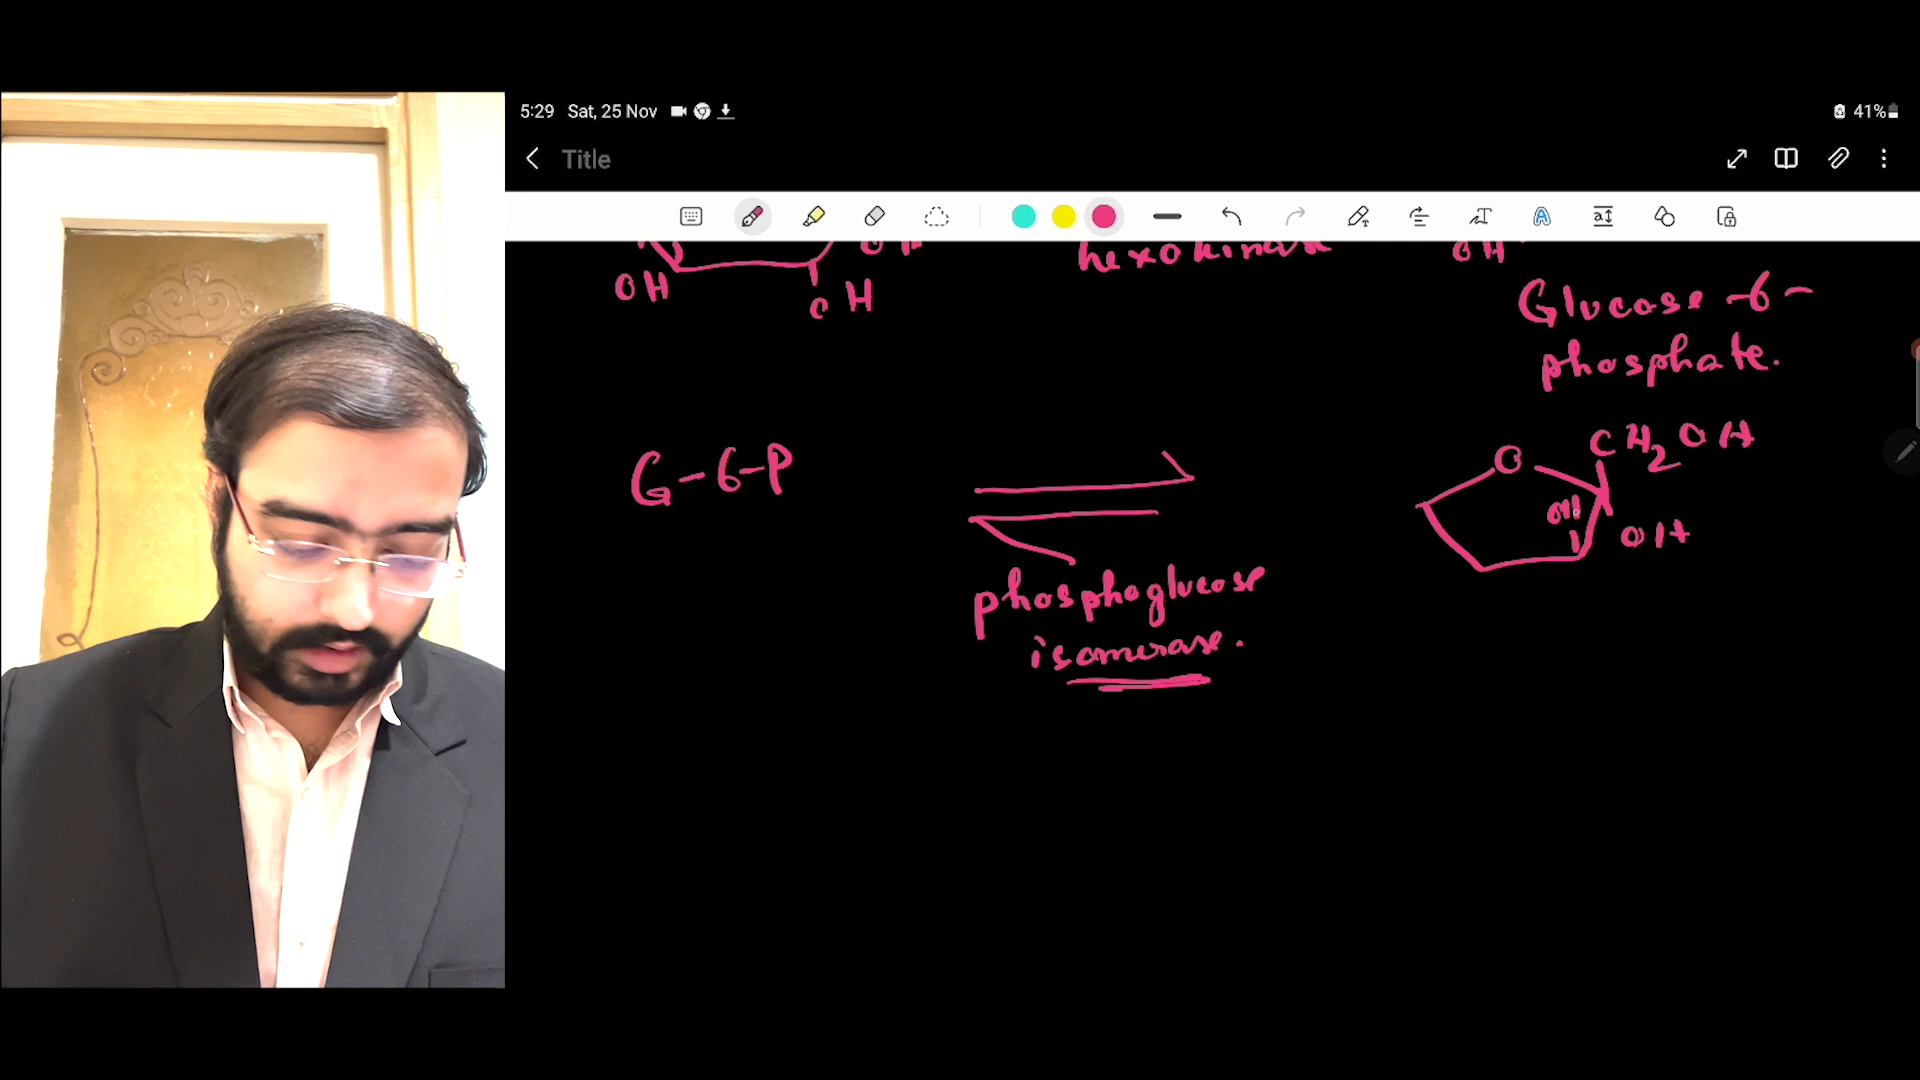 5:29 Sat, 25 Nov
41%
Title
OH
hexokinase
OH
OH
OH
Glucose -6-
phosphate.
G-6-P
O
CH2OH
OH
OH
phosphoglucose
isomerase.